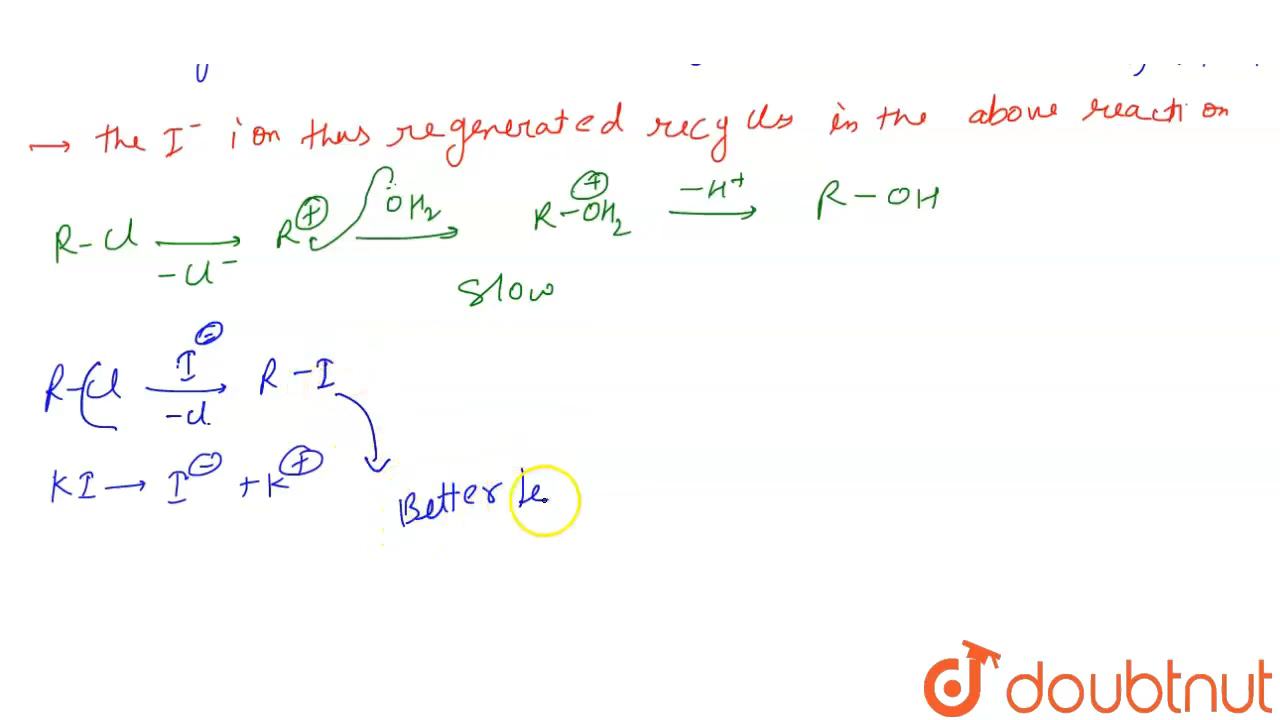 → the I⁻ ion thus regenerated recycles in the above reaction
R-Cl → R⊕ → R-OH₂ ⊕ → R-OH
-Cl⁻ ÖH₂ -H⁺
Slow
R-Cl → R-I
I⊖
-Cl
KI → I⊖ + K⊕
Better le
doubtnut